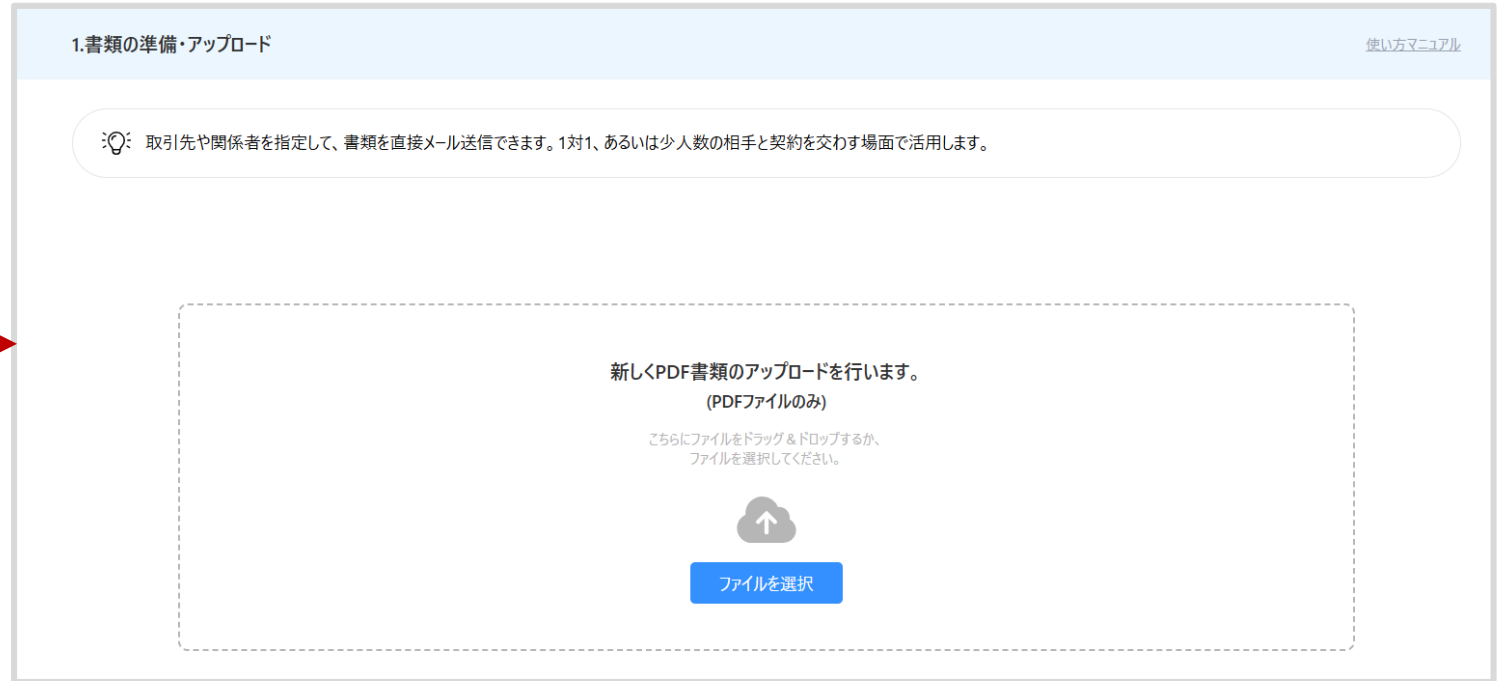 1.書類の準備・アップロード
使い方マニュアル
取引先や関係者を指定して、書類を直接メール送信できます。1対1、あるいは少人数の相手と契約を交わす場面で活用します。
新しくPDF書類のアップロードを行います。
(PDFファイルのみ)
こちらにファイルをドラッグ&ドロップするか、
ファイルを選択してください。
ファイルを選択